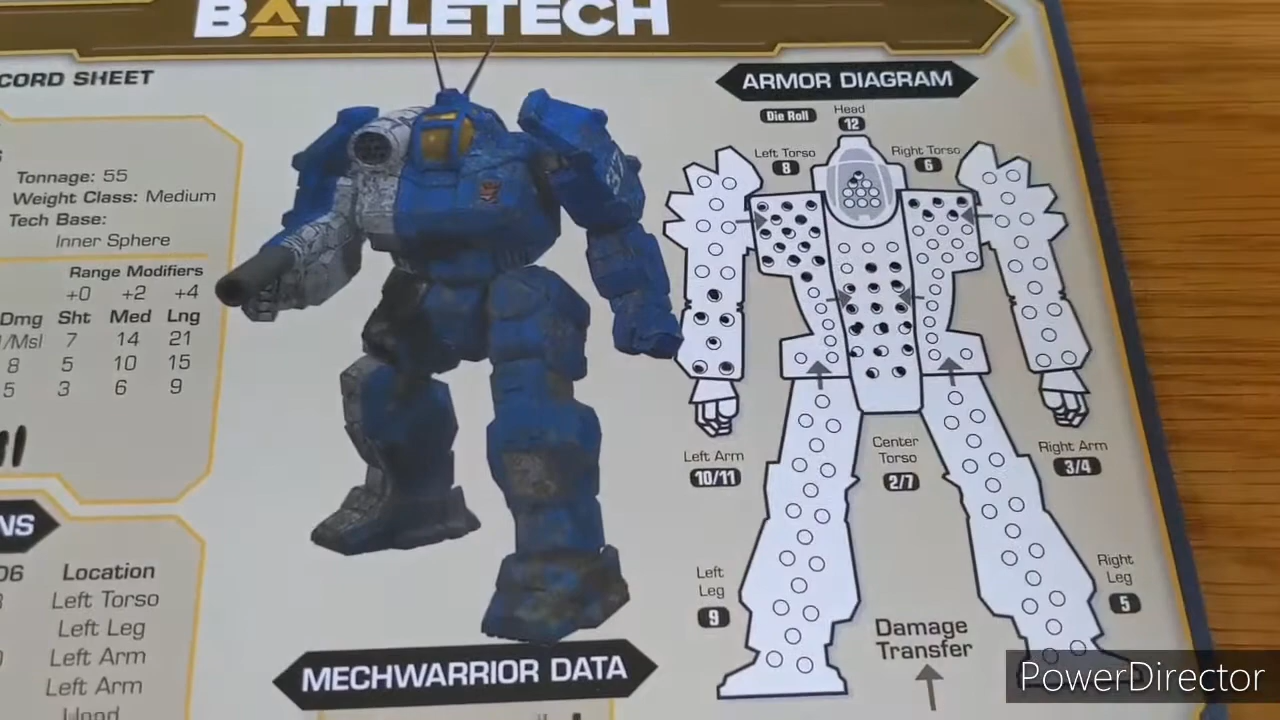 BATTLETECH
CORD SHEET
Tonnage: 55
Weight Class: Medium
Tech Base:
Inner Sphere
Range Modifiers
+0 +2 +4
Dmg Sht Med Lng
/Msl 7 14 21
8 5 10 15
5 3 6 9
NS
06 Location
Left Torso
Left Leg
Left Arm
Left Arm
Head
MECHWARRIOR DATA
ARMOR DIAGRAM
Die Roll
Head
12
Left Torso
8
Right Torso
6
Left Arm
10/11
Center
Torso
2/7
Right Arm
3/4
Left
Leg
9
Right
Leg
5
Damage
Transfer
PowerDirector